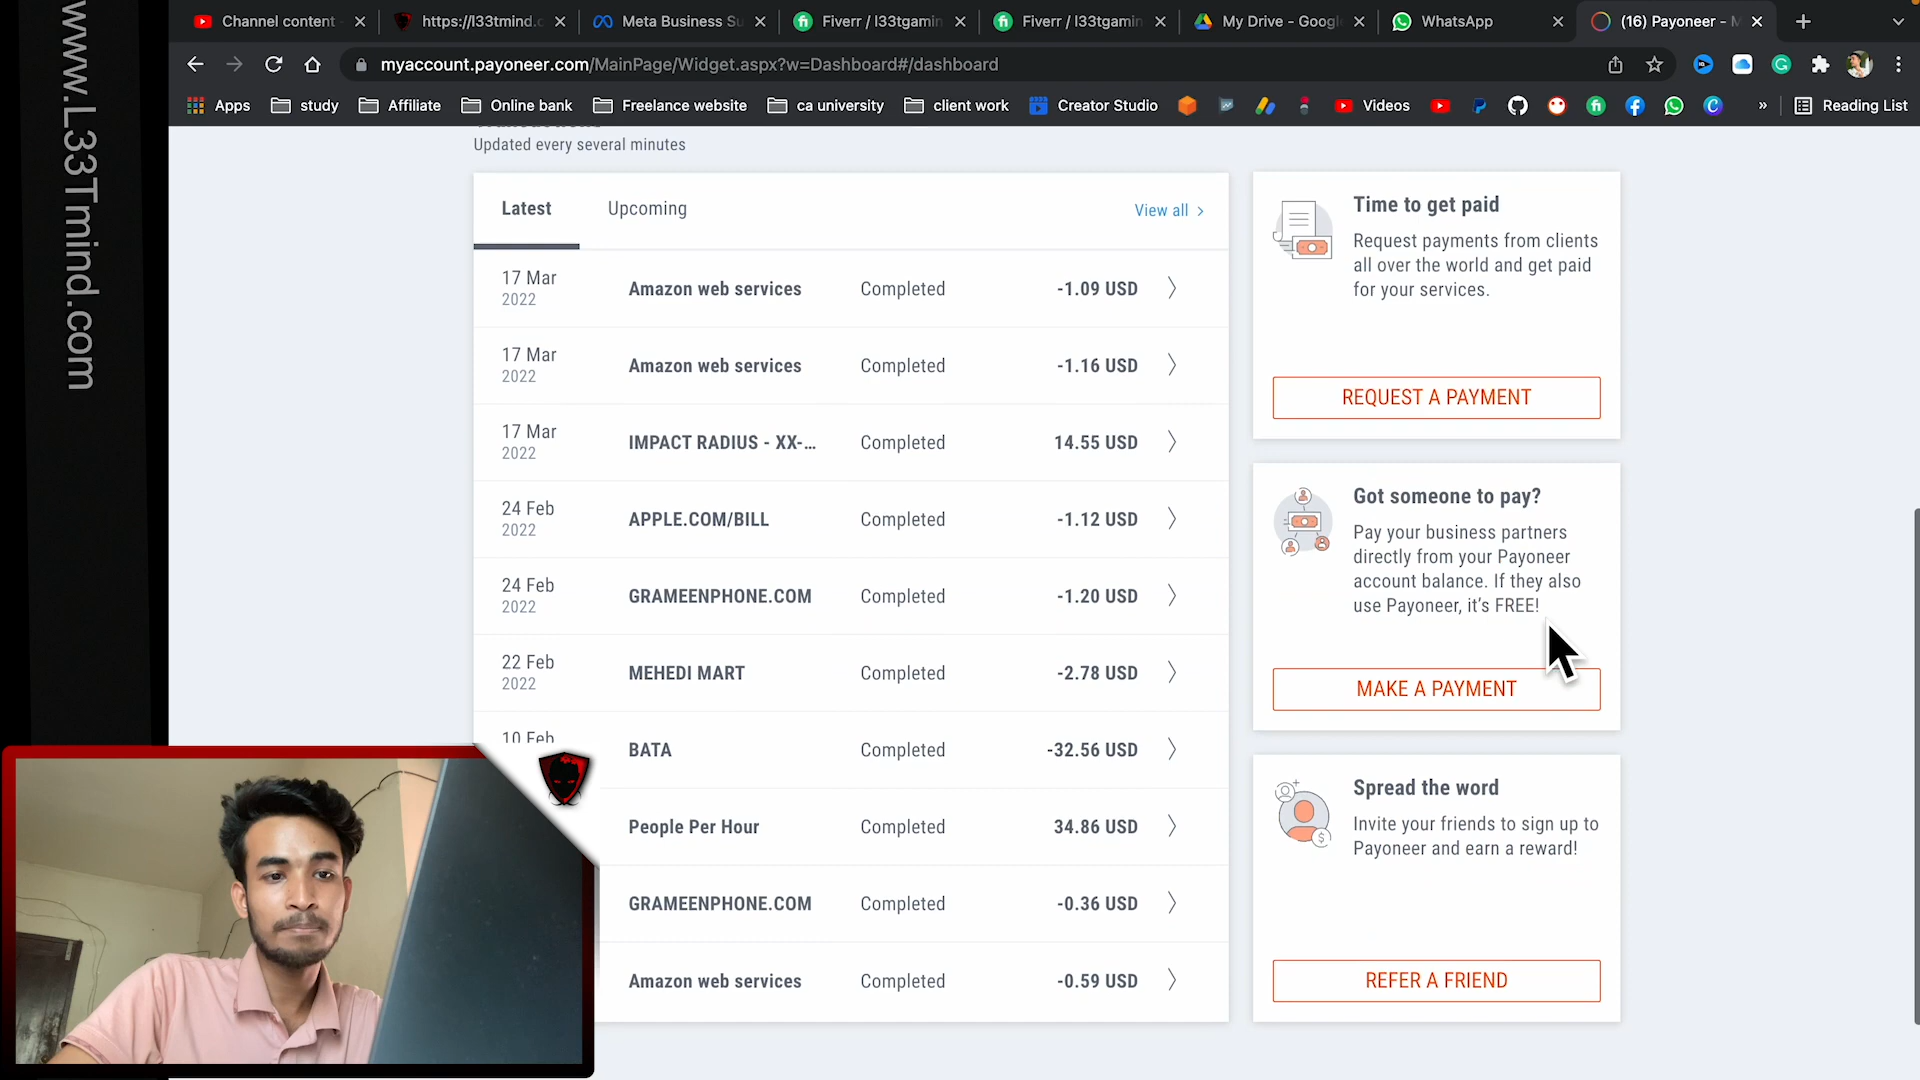 www.L33Tmind.com
Channel content
https://l33tmind.c
Meta Business Su
Fiverr / l33tgamin
Fiverr / l33tgamin
My Drive - Google
WhatsApp
(16) Payoneer - M
myaccount.payoneer.com/MainPage/Widget.aspx?w=Dashboard#/dashboard
Apps
study
Affiliate
Online bank
Freelance website
ca university
client work
Creator Studio
Videos
»
Reading List
Updated every several minutes
Latest
Upcoming
View all
17 Mar
2022
Amazon web services
Completed
-1.09 USD
17 Mar
2022
Amazon web services
Completed
-1.16 USD
17 Mar
2022
IMPACT RADIUS - XX-...
Completed
14.55 USD
24 Feb
2022
APPLE.COM/BILL
Completed
-1.12 USD
24 Feb
2022
GRAMEENPHONE.COM
Completed
-1.20 USD
22 Feb
2022
MEHEDI MART
Completed
-2.78 USD
10 Feb
BATA
Completed
-32.56 USD
People Per Hour
Completed
34.86 USD
GRAMEENPHONE.COM
Completed
-0.36 USD
Amazon web services
Completed
-0.59 USD
Time to get paid
Request payments from clients
all over the world and get paid
for your services.
REQUEST A PAYMENT
Got someone to pay?
Pay your business partners
directly from your Payoneer
account balance. If they also
use Payoneer, it's FREE!
MAKE A PAYMENT
Spread the word
Invite your friends to sign up to
Payoneer and earn a reward!
REFER A FRIEND